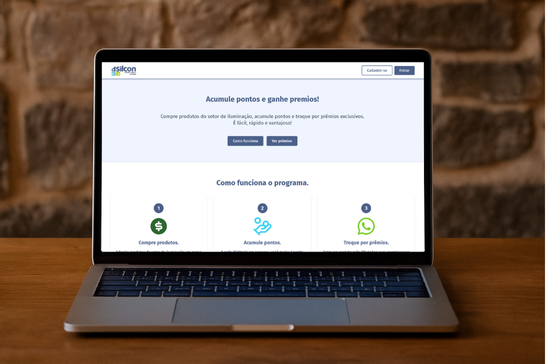 silcon
Cadastre-se
Entrar
Acumule pontos e ganhe premios!
Compre produtos do setor de iluminação, acumule pontos e troque por prêmios exclusivos,
É fácil, rápido e vantajoso!
Como funciona
Ver prêmios
Como funciona o programa.
1
2
3
Compre produtos.
Acumule pontos.
Troque por prêmios.